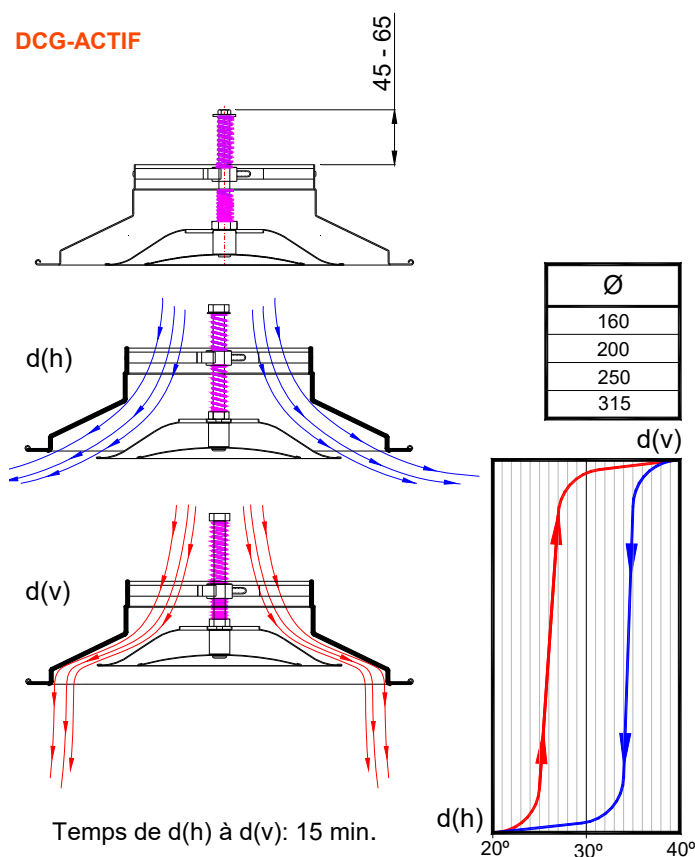 DCG-ACTIF
45 - 65
Ø
160
200
250
315
d(h)
d(v)
d(v)
d(h)
20º
30º
40º
Temps de d(h) à d(v): 15 min.